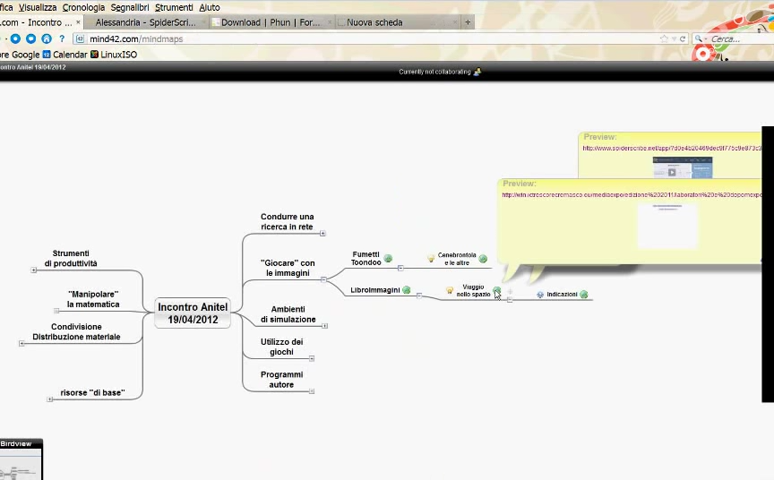 fica Visualizza Cronologia Segnalibri Strumenti Aiuto
.com - Incontro ... × Alessandria - SpiderScri... × Download | Phun | For... × Nuova scheda
mind42.com/mindmaps
Cerca...
ore Google Calendar LinuxISO
ncontro Anitel 19/04/2012
Currently not collaborating
Preview:
Preview:
Condurre una
ricerca in rete
Strumenti
di produttività
Fumetti
Toondoo
Cenerentola
e le altre
"Giocare" con
le immagini
Libroimmagini
Viaggio
nello spazio
Indicazioni
"Manipolare"
la matematica
Incontro Anitel
19/04/2012
Ambienti
di simulazione
Condivisione
Distribuzione materiale
Utilizzo dei
giochi
Programmi
autore
risorse "di base"
Birdview